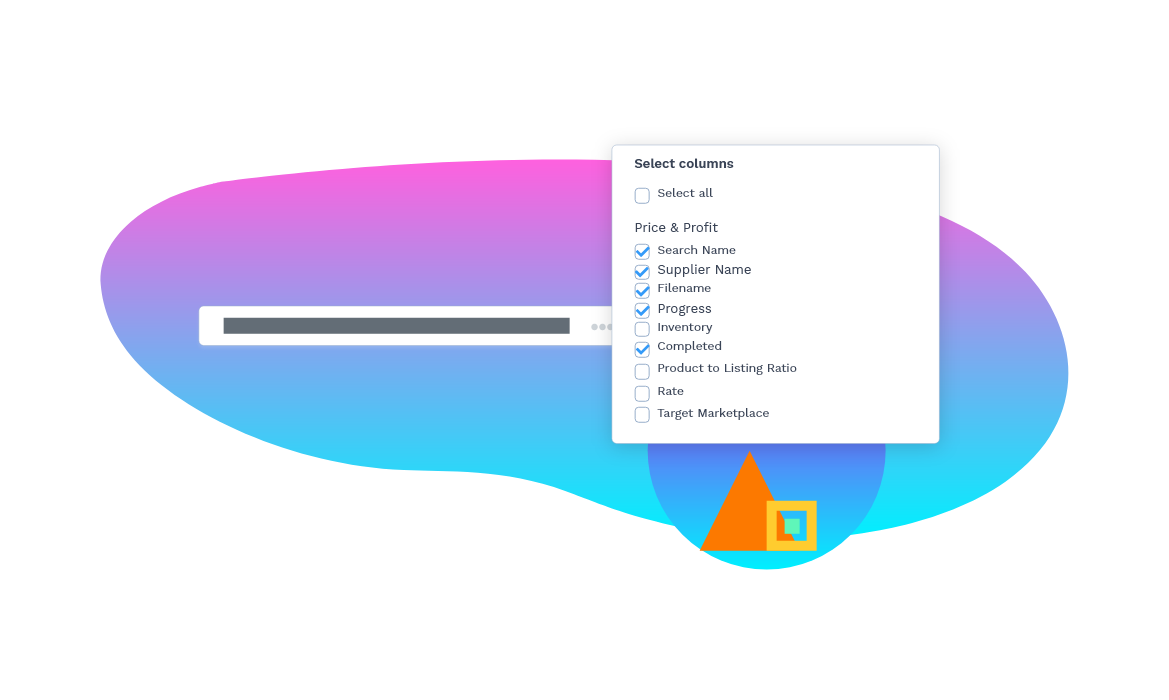 Select columns
Select all
Price & Profit
Search Name
Supplier Name
Filename
Progress
Inventory
Completed
Product to Listing Ratio
Rate
Target Marketplace